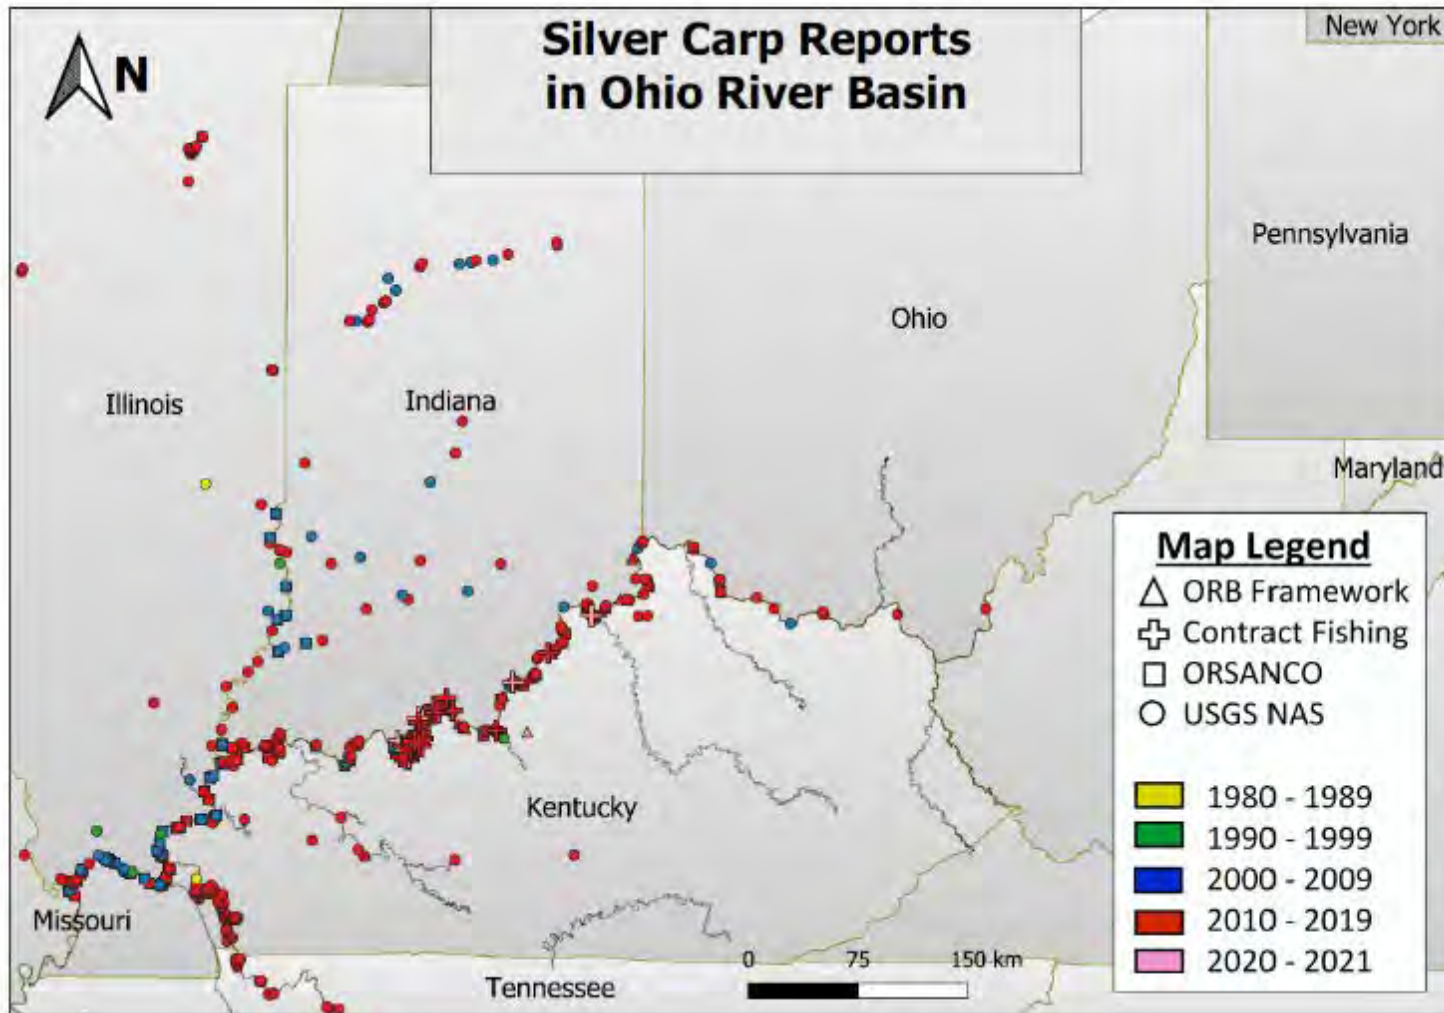 Silver Carp Reports
in Ohio River Basin
N
New York
Pennsylvania
Ohio
Illinois
Indiana
Maryland
Kentucky
Missouri
Tennessee
0 75 150 km
Map Legend
ORB Framework
Contract Fishing
ORSANCO
USGS NAS
1980 - 1989
1990 - 1999
2000 - 2009
2010 - 2019
2020 - 2021